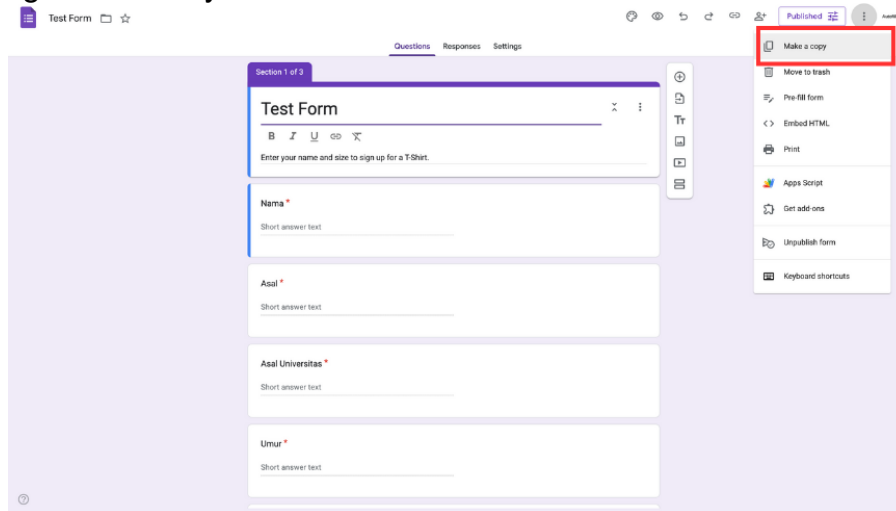 Test Form
Published
Questions Responses Settings
Make a copy
Move to trash
Pre-fill form
Embed HTML
Print
Apps Script
Get add-ons
Unpublish form
Keyboard shortcuts
Section 1 of 3
Test Form
B I U
Enter your name and size to sign up for a T-Shirt.
Nama *
Short answer text
Asal *
Short answer text
Asal Universitas *
Short answer text
Umur *
Short answer text